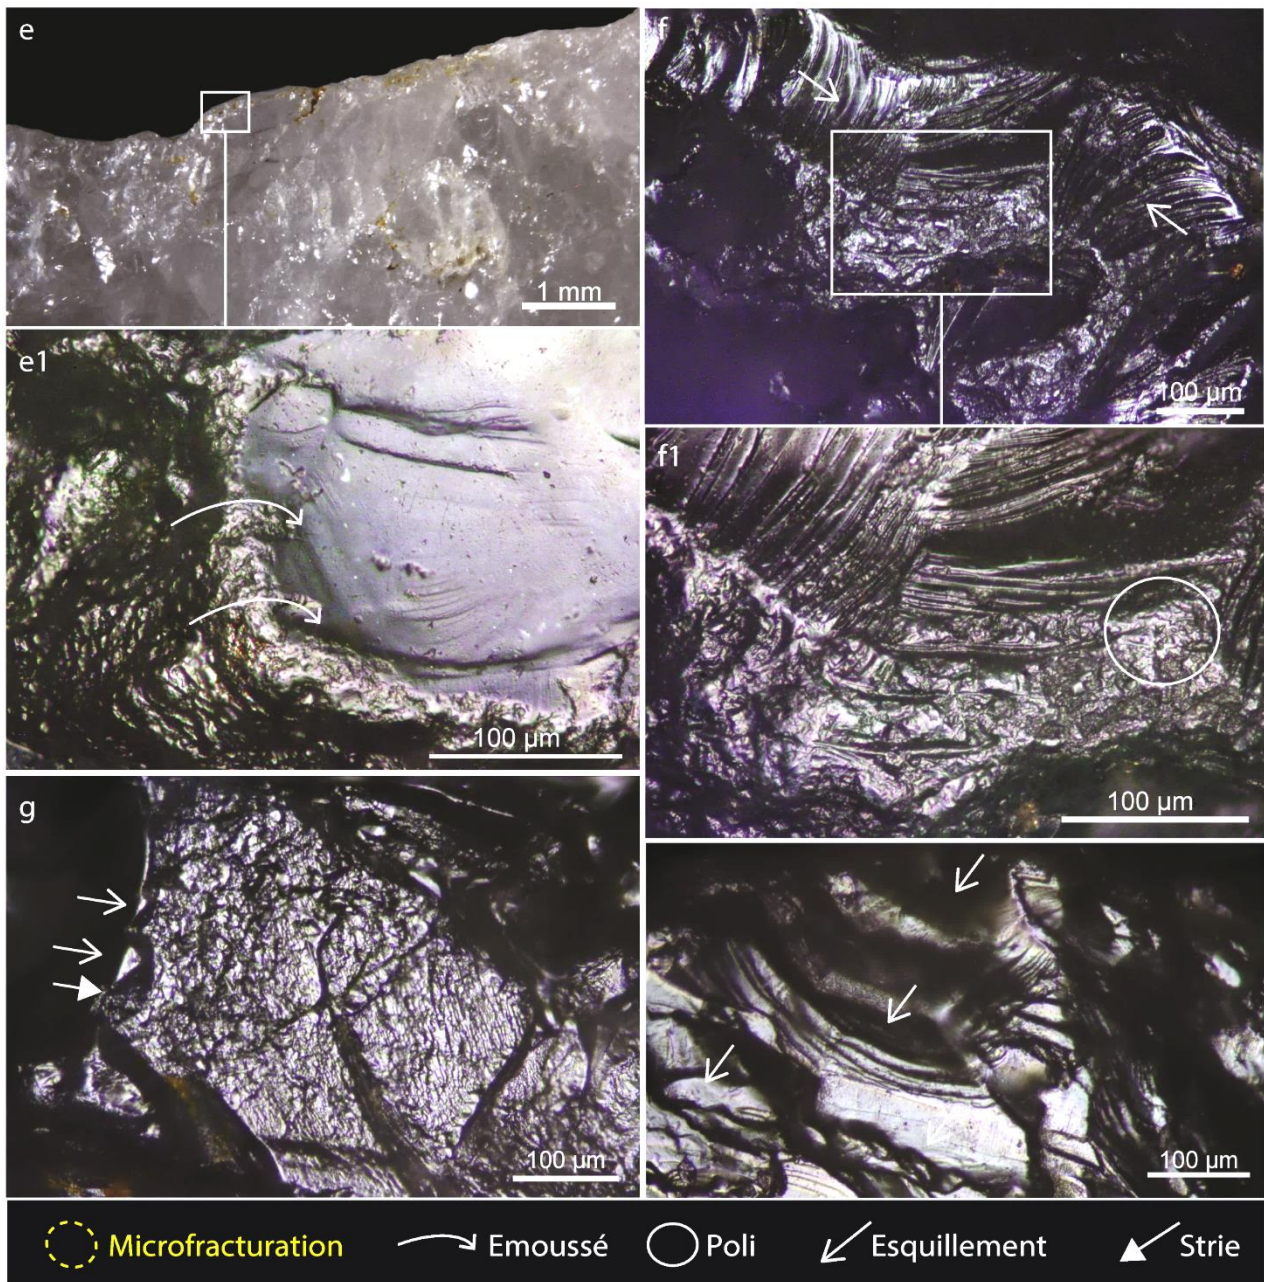 e
1 mm
f
100 µm
e1
100 µm
f1
100 µm
g
100 µm
100 µm
Microfracturation
Emoussé
Poli
Esquillement
Strie